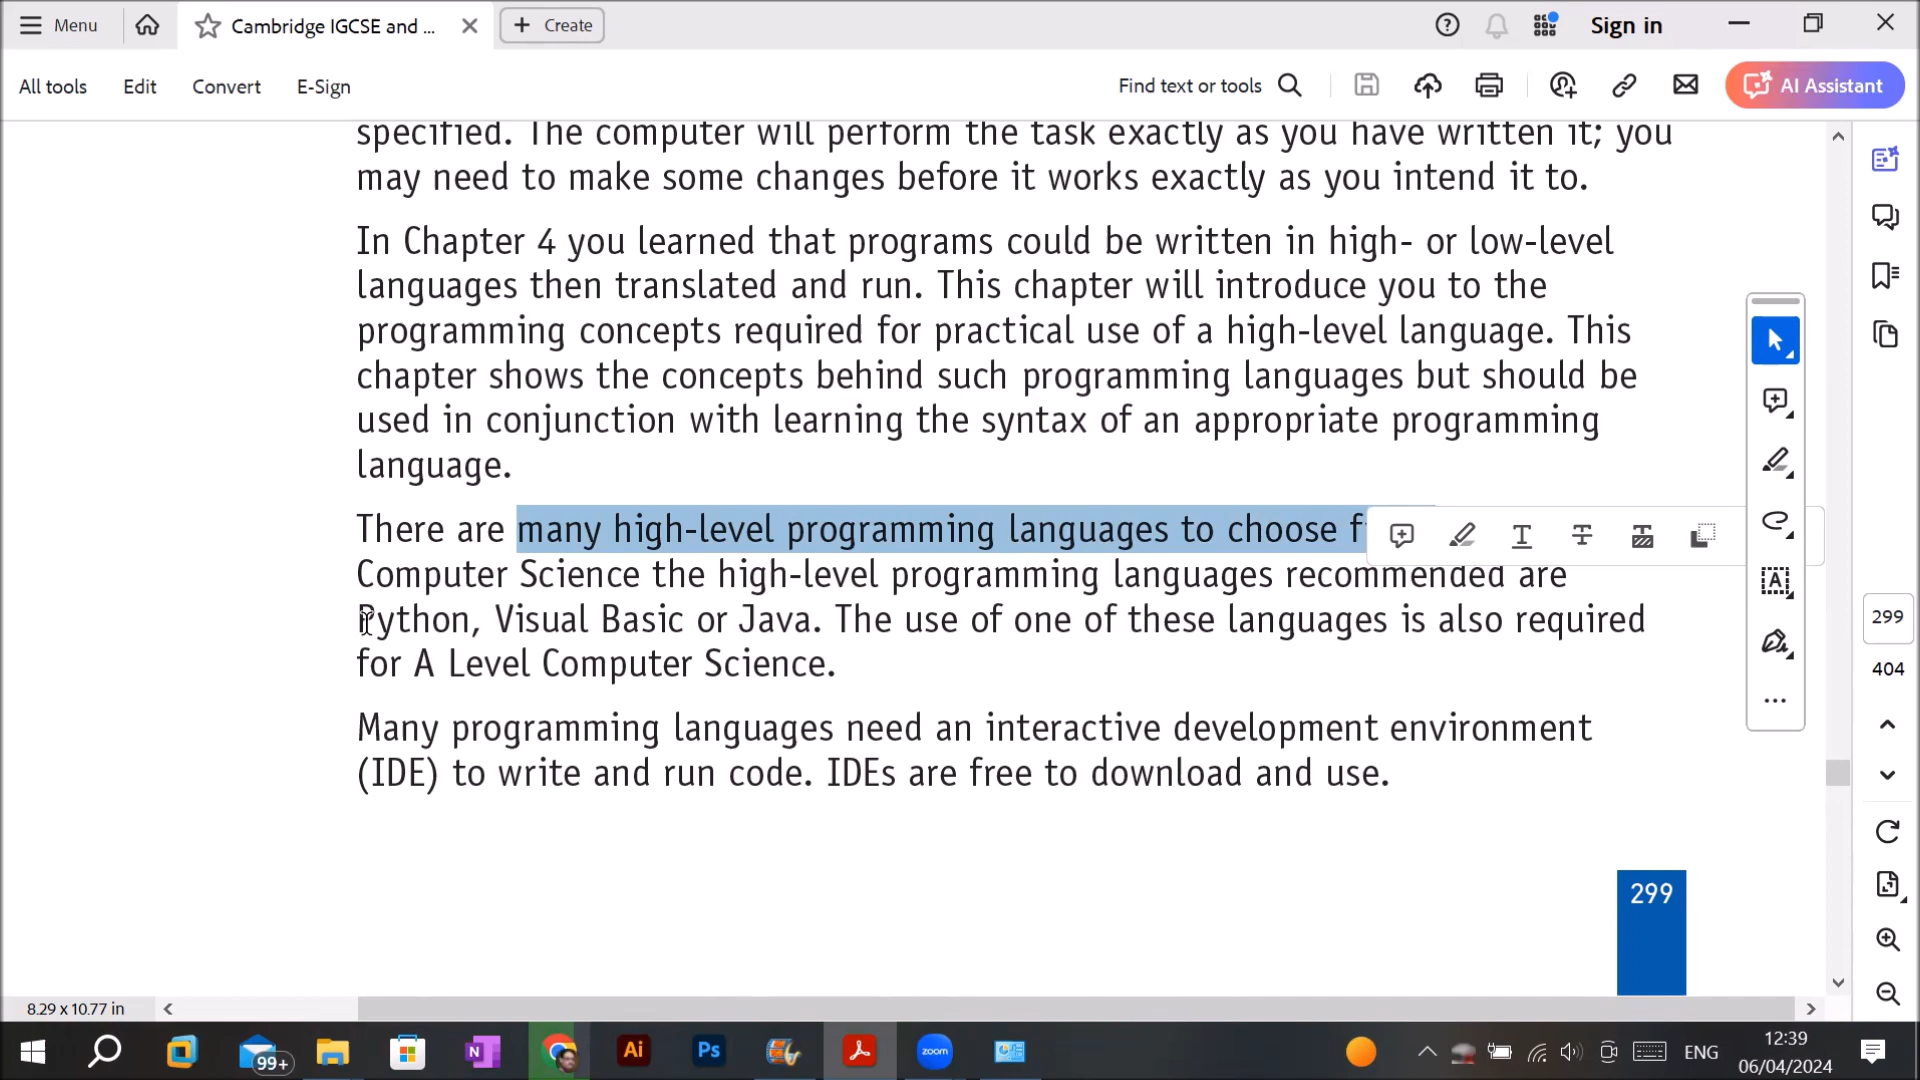 Menu
Cambridge IGCSE and ...
Create
Sign in
All tools
Edit
Convert
E-Sign
Find text or tools
AI Assistant
specified. The computer will perform the task exactly as you have written it; you
may need to make some changes before it works exactly as you intend it to.
In Chapter 4 you learned that programs could be written in high- or low-level
languages then translated and run. This chapter will introduce you to the
programming concepts required for practical use of a high-level language. This
chapter shows the concepts behind such programming languages but should be
used in conjunction with learning the syntax of an appropriate programming
language.
There are many high-level programming languages to choose
Computer Science the high-level programming languages recommended are
Python, Visual Basic or Java. The use of one of these languages is also required
for A Level Computer Science.
Many programming languages need an interactive development environment
(IDE) to write and run code. IDEs are free to download and use.
299
299
404
8.29 x 10.77 in
99+
N
Ai
Ps
zoom
ENG
12:39
06/04/2024